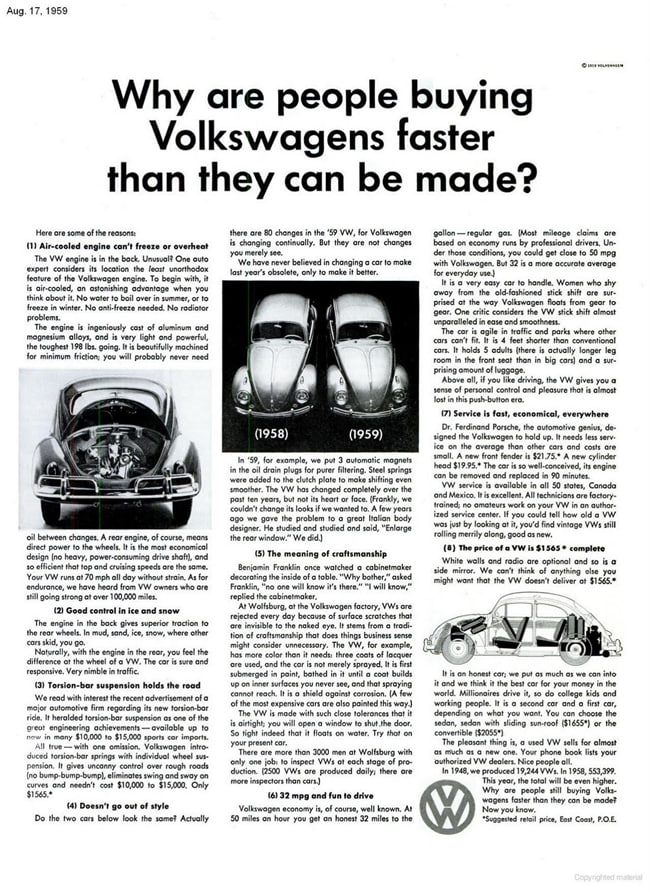 Aug. 17, 1959
© 1959 VOLKSWAGEN
Why are people buying
Volkswagens faster
than they can be made?
Here are some of the reasons:
(1) Air-cooled engine can't freeze or overheat
The VW engine is in the back. Unusual? One auto
expert considers its location the least unorthodox
feature of the Volkswagen engine. To begin with, it
is air-cooled, an astonishing advantage when you
think about it. No water to boil over in summer, or to
freeze in winter. No anti-freeze needed. No radiator
problems.
The engine is ingeniously cast of aluminum and
magnesium alloys, and is very light and powerful,
the toughest 198 lbs. going. It is beautifully machined
for minimum friction; you will probably never need
oil between changes. A rear engine, of course, means
direct power to the wheels. It is the most economical
design (no heavy, power-consuming drive shaft), and
so efficient that top and cruising speeds are the same.
Your VW runs at 70 mph all day without strain. As for
endurance, we have heard from VW owners who are
still going strong at over 100,000 miles.
(2) Good control in ice and snow
The engine in the back gives superior traction to
the rear wheels. In mud, sand, ice, snow, where other
cars skid, you go.
Naturally, with the engine in the rear, you feel the
difference at the wheel of a VW. The car is sure and
responsive. Very nimble in traffic.
(3) Torsion-bar suspension holds the road
We read with interest the recent advertisement of a
major automotive firm regarding its new torsion-bar
ride. It heralded torsion-bar suspension as one of the
great engineering achievements — available up to
now in many $10,000 to $15,000 sports car imports.
All true — with one omission. Volkswagen intro-
duced torsion-bar springs with individual wheel sus-
pension. It gives uncanny control over rough roads
(no bump-bump-bump), eliminates swing and sway on
curves and needn't cost $10,000 to $15,000. Only
$1565.*
(4) Doesn't go out of style
Do the two cars below look the same? Actually
there are 80 changes in the '59 VW, for Volkswagen
is changing continually. But they are not changes
you merely see.
We have never believed in changing a car to make
last year's obsolete, only to make it better.
(1958)
(1959)
In '59, for example, we put 3 automatic magnets
in the oil drain plugs for purer filtering. Steel springs
were added to the clutch plate to make shifting even
smoother. The VW has changed completely over the
past ten years, but not its heart or face. (Frankly, we
couldn't change its looks if we wanted to. A few years
ago we gave the problem to a great Italian body
designer. He studied and studied and said, "Enlarge
the rear window." We did.)
(5) The meaning of craftsmanship
Benjamin Franklin once watched a cabinetmaker
decorating the inside of a table. "Why bother," asked
Franklin, "no one will know it's there." "I will know,"
replied the cabinetmaker.
At Wolfsburg, at the Volkswagen factory, VWs are
rejected every day because of surface scratches that
are invisible to the naked eye. It stems from a tradi-
tion of craftsmanship that does things business sense
might consider unnecessary. The VW, for example,
has more color than it needs: three coats of lacquer
are used, and the car is not merely sprayed. It is first
submerged in paint, bathed in it until a coat builds
up on inner surfaces you never see, and that spraying
cannot reach. It is a shield against corrosion. (A few
of the most expensive cars are also painted this way.)
The VW is made with such close tolerances that it
is airtight; you will open a window to shut the door.
So tight indeed that it floats on water. Try that on
your present car.
There are more than 3000 men at Wolfsburg with
only one job: to inspect VWs at each stage of pro-
duction. (2500 VWs are produced daily; there are
more inspectors than cars.)
(6) 32 mpg and fun to drive
Volkswagen economy is, of course, well known. At
50 miles an hour you get an honest 32 miles to the
gallon — regular gas. (Most mileage claims are
based on economy runs by professional drivers. Un-
der those conditions, you could get close to 50 mpg
with Volkswagen. But 32 is a more accurate average
for everyday use.)
It is a very easy car to handle. Women who shy
away from the old-fashioned stick shift are sur-
prised at the way Volkswagen floats from gear to
gear. One critic considers the VW stick shift almost
unparalleled in ease and smoothness.
The car is agile in traffic and parks where other
cars can't fit. It is 4 feet shorter than conventional
cars. It holds 5 adults (there is actually longer leg
room in the front seat than in big cars) and a sur-
prising amount of luggage.
Above all, if you like driving, the VW gives you a
sense of personal control and pleasure that is almost
lost in this push-button era.
(7) Service is fast, economical, everywhere
Dr. Ferdinand Porsche, the automotive genius, de-
signed the Volkswagen to hold up. It needs less serv-
ice on the average than other cars and costs are
small. A new front fender is $21.75.* A new cylinder
head $19.95.* The car is so well-conceived, its engine
can be removed and replaced in 90 minutes.
VW service is available in all 50 states, Canada
and Mexico. It is excellent. All technicians are factory-
trained; no amateurs work on your VW in an author-
ized service center. If you could tell how old a VW
was just by looking at it, you'd find vintage VWs still
rolling merrily along, good as new.
(8) The price of a VW is $1565* complete
White walls and radio are optional and so is a
side mirror. We can't think of anything else you
might want that the VW doesn't deliver at $1565.*
It is an honest car; we put as much as we can into
it and we think it the best car for your money in the
world. Millionaires drive it, so do college kids and
working people. It is a second car and a first car,
depending on what you want. You can choose the
sedan, sedan with sliding sun-roof ($1655*) or the
convertible ($2055*)
The pleasant thing is, a used VW sells for almost
as much as a new one. Your phone book lists your
authorized VW dealers. Nice people all.
In 1948, we produced 19,244 VWs. In 1958, 553,399.
This year, the total will be even higher.
Why are people still buying Volks-
wagens faster than they can be made?
Now you know.
*Suggested retail price, East Coast, P.O.E.
Copyrighted material